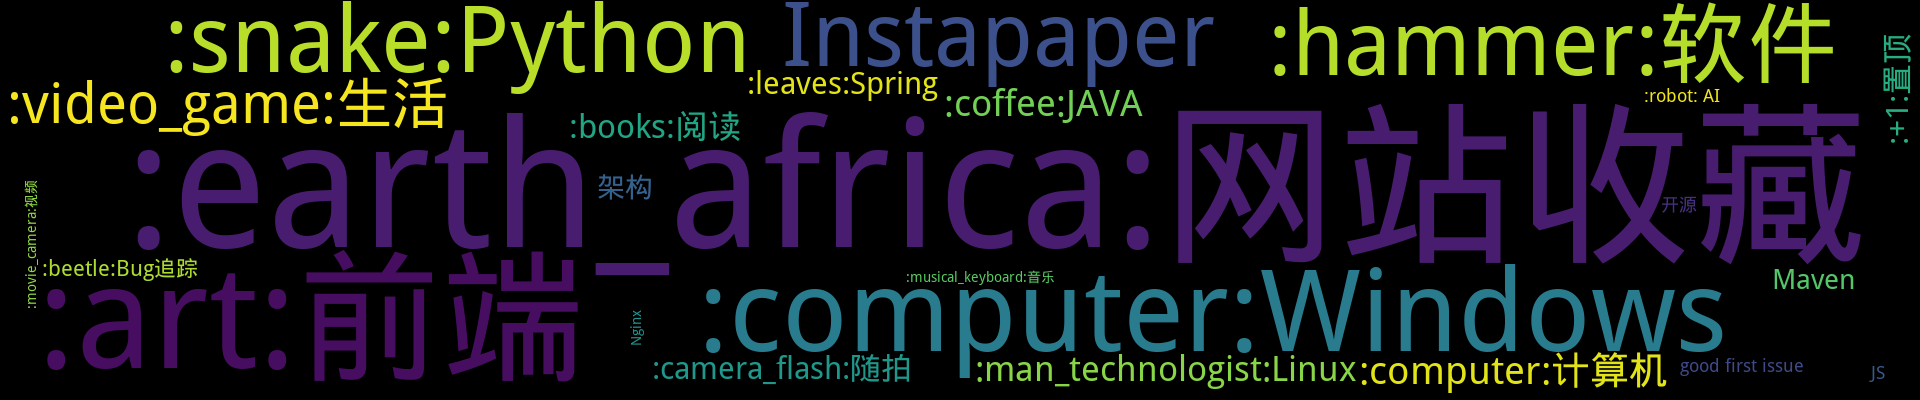 :snake:Python
Instapaper
:hammer:软件
:+1:置顶
:video_game:生活
:leaves:Spring
:coffee:JAVA
:robot: AI
:books:阅读
:earth_africa:网站收藏
架构
开源
:movie_camera:视频
:beetle:Bug追踪
:art:前端
:musical_keyboard:音乐
:computer:Windows
Maven
Nginx
:camera_flash:随拍
:man_technologist:Linux
:computer:计算机
good first issue
JS